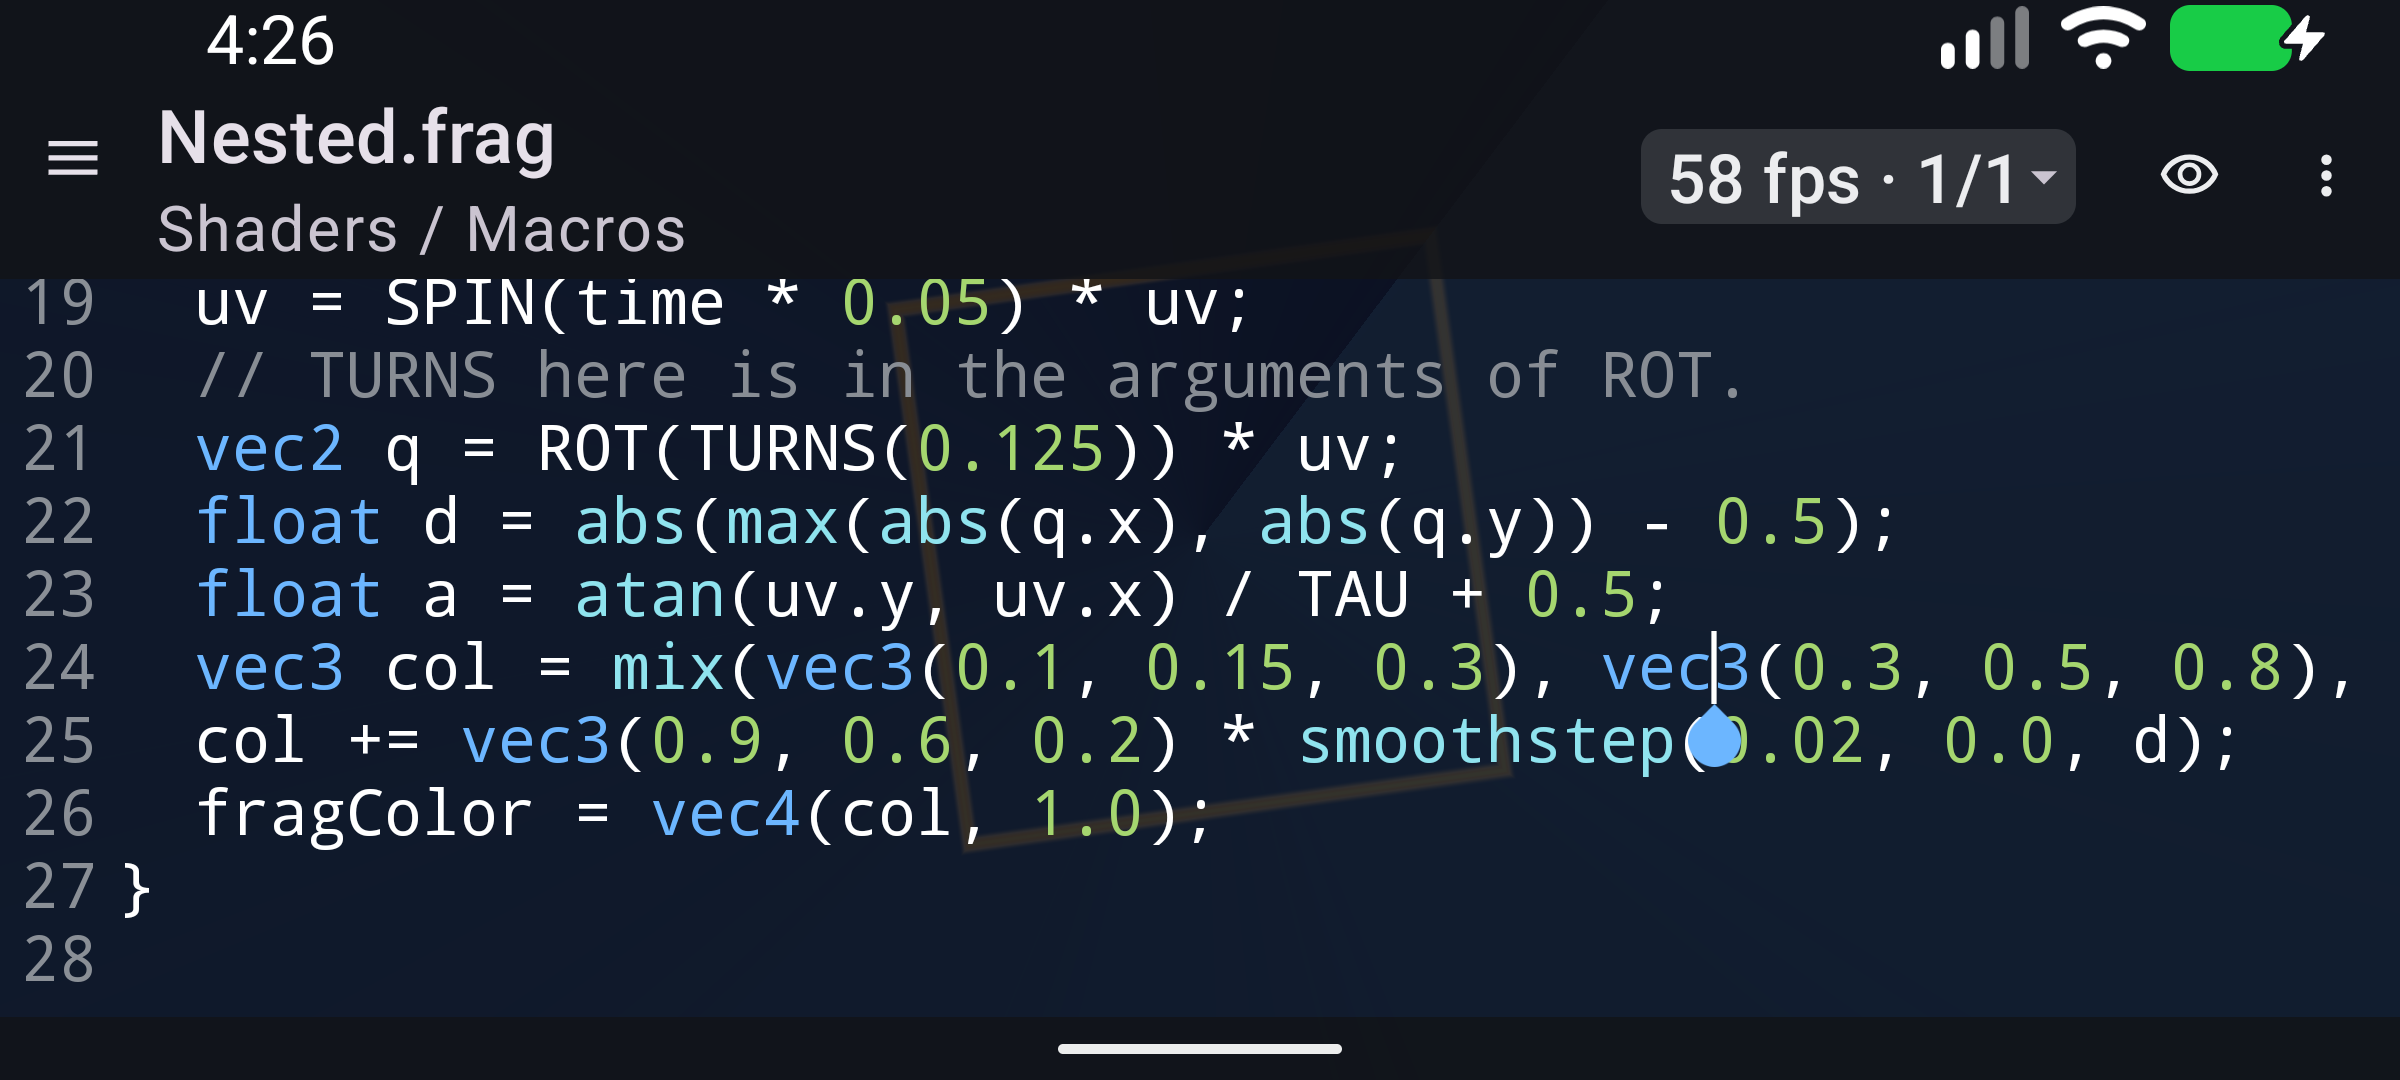 4:26
Nested.frag
Shaders / Macros
58 fps · 1/1
19 uv = SPIN(time * 0.05) * uv;
20 // TURNS here is in the arguments of ROT.
21 vec2 q = ROT(TURNS(0.125)) * uv;
22 float d = abs(max(abs(q.x), abs(q.y)) - 0.5);
23 float a = atan(uv.y, uv.x) / TAU + 0.5;
24 vec3 col = mix(vec3(0.1, 0.15, 0.3), vec3(0.3, 0.5, 0.8),
25 col += vec3(0.9, 0.6, 0.2) * smoothstep(0.02, 0.0, d);
26 fragColor = vec4(col, 1.0);
27 }
28